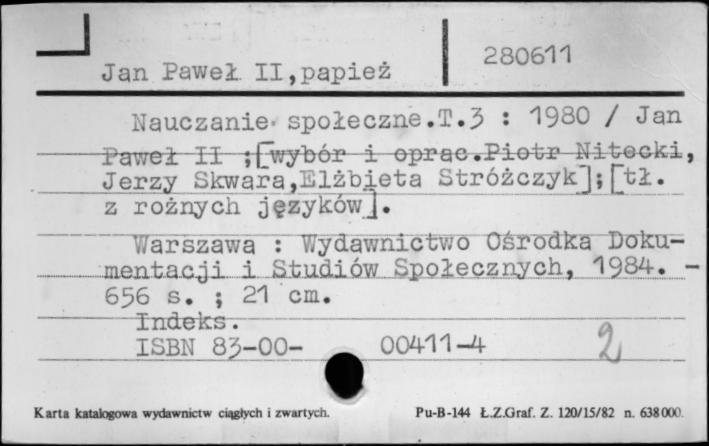 280611
Jan Paweł II, papież
Nauczanie społeczne.T.3 : 1980 / Jan
Paweł II ;[wybór i oprac.Piotr Nitecki,
Jerzy Skwara,Elżbieta Stróżczyk];[tł.
z rożnych języków].
Warszawa : Wydawnictwo Ośrodka Doku-
mentacji i Studiów Społecznych, 1984. -
656 s. ; 21 cm.
Indeks.
ISBN 83-00- 00411-4
2
Karta katalogowa wydawnictw ciągłych i zwartych. Pu-B-144 Ł.Z.Graf. Z. 120/15/82 n. 638000.